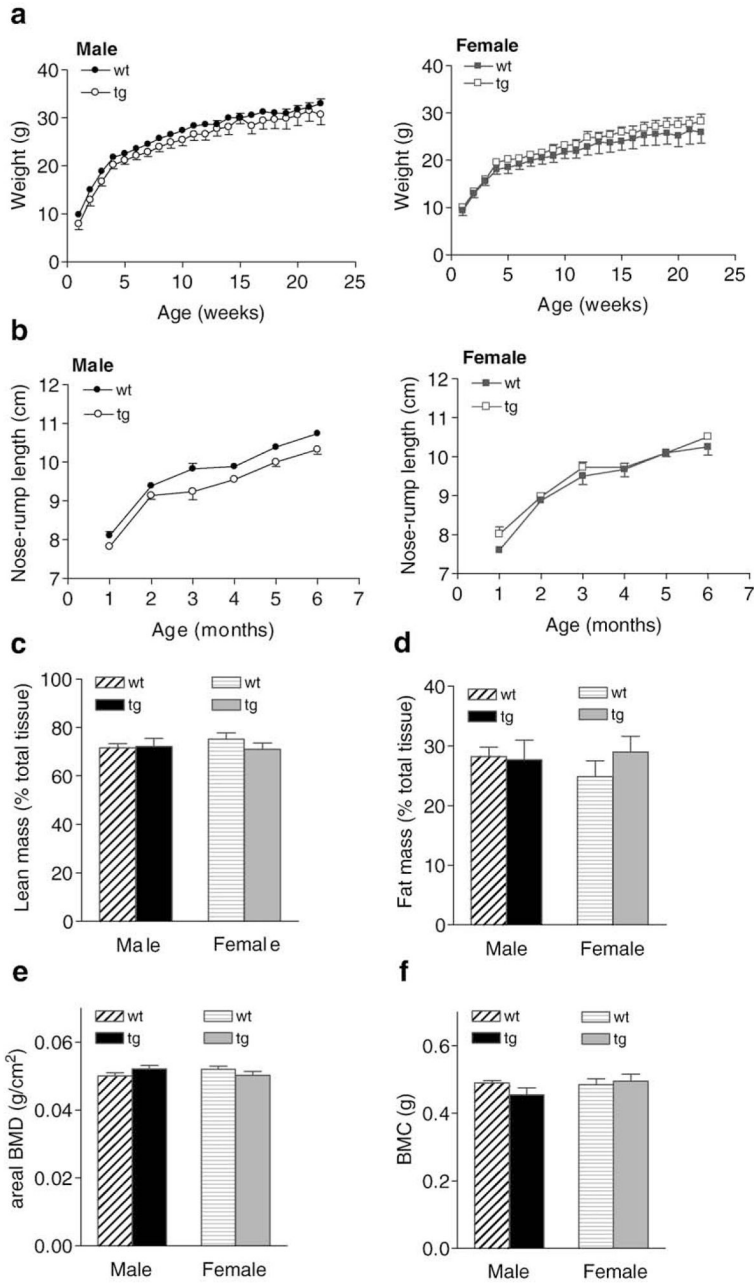 a
Male
wt
tg
Weight (g)
40
30
20
10
0
0 5 10 15 20 25
Age (weeks)
Female
wt
tg
Weight (g)
40
30
20
10
0
0 5 10 15 20 25
Age (weeks)
b
Male
wt
tg
Nose-rump length (cm)
12
11
10
9
8
7
0 1 2 3 4 5 6 7
Age (months)
Female
wt
tg
Nose-rump length (cm)
12
11
10
9
8
7
0 1 2 3 4 5 6 7
Age (months)
c
wt wt
tg tg
Lean mass (% total tissue)
100
80
60
40
20
0
Male Female
d
wt wt
tg tg
Fat mass (% total tissue)
40
30
20
10
0
Male Female
e
wt wt
tg tg
areal BMD (g/cm²)
0.06
0.04
0.02
0.00
Male Female
f
wt wt
tg tg
BMC (g)
0.6
0.4
0.2
0.0
Male Female